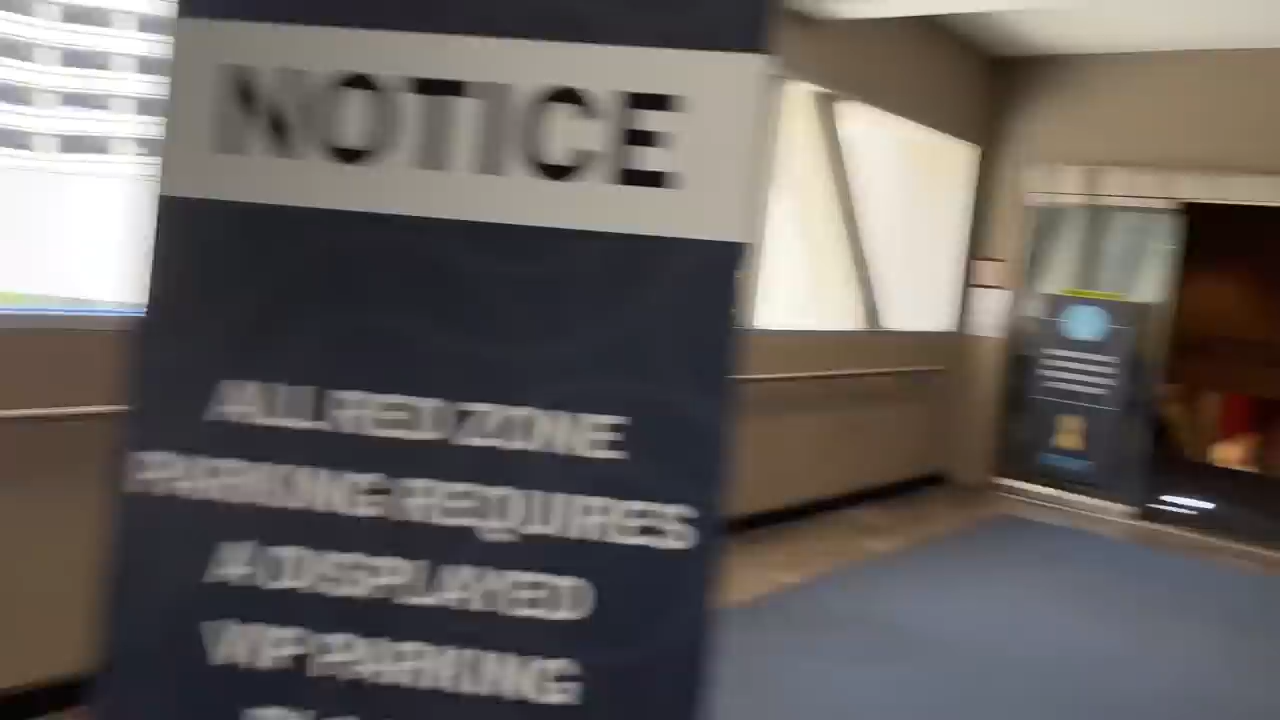 NOTICE
ALL RED ZONE
PARKING REQUIRES
A DISPLAYED
VIP PARKING